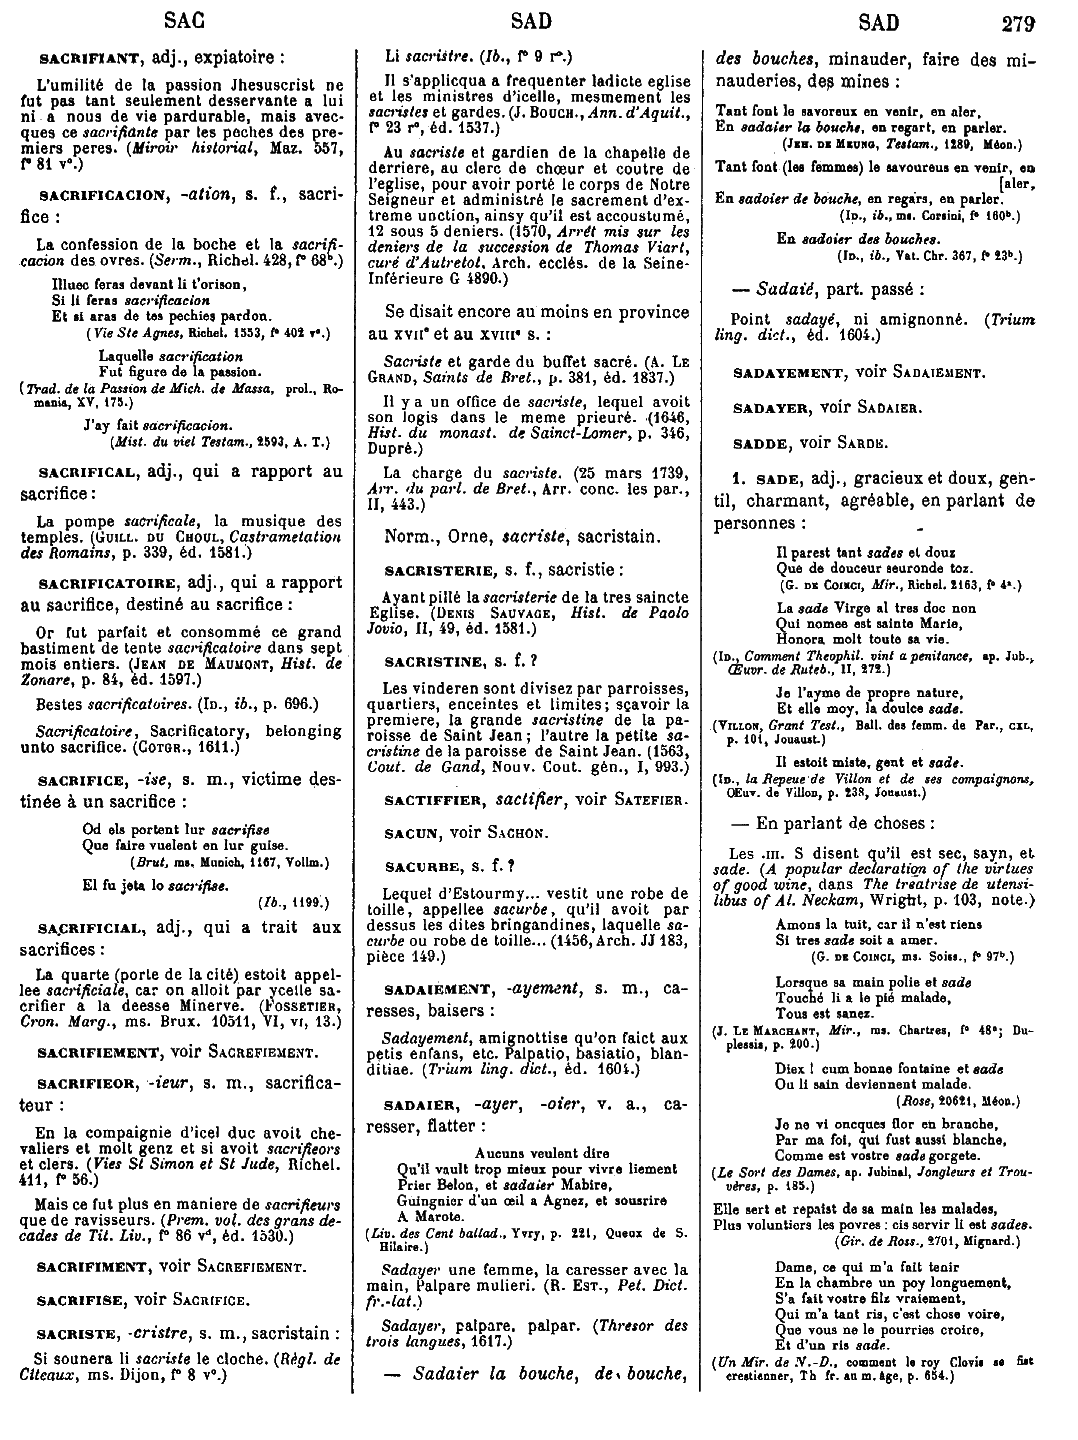 SAC
SAD
SAD
279
SACRIFIANT, adj., expiatoire :
L'umilité de la passion Jhesuscrist ne
fut pas tant seulement desservante a lui
ni a nous de vie pardurable, mais avec-
ques ce sacrifiante par les peches des pre-
miers peres. (Miroir historial, Maz. 557,
f° 81 v°.)
SACRIFICACION, -ation, s. f., sacri-
fice :
La confession de la boche et la sacrifi-
cacion des ovres. (Serm., Richel. 428, f° 68ᵇ.)
Illuec feras devant li t'orison,
Si li feras sacrificacion
Et si aras de tes pechies pardon.
(Vie Ste Agnes, Richel. 1553, f° 402 r°.)
Laquelle sacrification
Fut figure de la passion.
(Trad. de la Passion de Mich. de Massa, prol., Ro-
mania, XV, 175.)
J'ay fait sacrificacion.
(Mist. du viel Testam., 2593, A. T.)
SACRIFICAL, adj., qui a rapport au
sacrifice :
La pompe sacrificale, la musique des
temples. (GUILL. DU CHOUL, Castrametation
des Romains, p. 339, éd. 1581.)
SACRIFICATOIRE, adj., qui a rapport
au sacrifice, destiné au sacrifice :
Or fut parfait et consommé ce grand
bastiment de tente sacrificatoire dans sept
mois entiers. (JEAN DE MAUMONT, Hist. de
Zonare, p. 84, éd. 1597.)
Bestes sacrificatoires. (ID., ib., p. 696.)
Sacrificatoire, Sacrificatory, belonging
unto sacrifice. (COTGR., 1611.)
SACRIFICE, -ise, s. m., victime des-
tinée à un sacrifice :
Od els portent lur sacrifise
Que faire vuelent en lur guise.
(Brut, ms. Munich, 1167, Vollm.)
El fu jeta lo sacrifise.
(Ib., 1199.)
SACRIFICIAL, adj., qui a trait aux
sacrifices :
La quarte (porte de la cité) estoit appel-
lee sacrificiale, car on alloit par ycelle sa-
crifier a la deesse Minerve. (FOSSETIER,
Cron. Marg., ms. Brux. 10511, VI, VI, 13.)
SACRIFIEMENT, voir SACREFIEMENT.
SACRIFIEOR, -ieur, s. m., sacrifica-
teur :
En la compaignie d'icel duc avoit che-
valiers et molt genz et si avoit sacrifieors
et clers. (Vies St Simon et St Jude, Richel.
411, f° 56.)
Mais ce fut plus en maniere de sacrifieurs
que de ravisseurs. (Prem. vol. des grans de-
cades de Tit. Liv., f° 86 v°, éd. 1530.)
SACRIFIMENT, voir SACREFIEMENT.
SACRIFISE, voir SACRIFICE.
SACRISTE, -cristre, s. m., sacristain :
Si sounera li sacriste le cloche. (Règl. de
Citeaux, ms. Dijon, f° 8 v°.)
Li sacristre. (Ib., f° 9 r°.)
Il s'applicqua a frequenter ladicte eglise
et les ministres d'icelle, mesmement les
sacristes et gardes. (J. BOUCH., Ann. d'Aquit.,
f° 23 r°, éd. 1537.)
Au sacriste et gardien de la chapelle de
derriere, au clerc de chœur et coutre de
l'eglise, pour avoir porté le corps de Notre
Seigneur et administré le sacrement d'ex-
treme unction, ainsy qu'il est accoustumé,
12 sous 5 deniers. (1570, Arrêt mis sur les
deniers de la succession de Thomas Viart,
curé d'Autretot, Arch. ecclés. de la Seine-
Inférieure G 4890.)
Se disait encore au moins en province
au XVIIᵉ et au XVIIIᵉ s. :
Sacriste et garde du buffet sacré. (A. LE
GRAND, Saints de Bret., p. 381, éd. 1837.)
Il y a un office de sacriste, lequel avoit
son logis dans le meme prieuré. (1646,
Hist. du monast. de Sainct-Lomer, p. 346,
Dupré.)
La charge du sacriste. (25 mars 1739,
Arr. du parl. de Bret., Arr. conc. les par.,
II, 443.)
Norm., Orne, sacriste, sacristain.
SACRISTERIE, s. f., sacristie :
Ayant pillé la sacristerie de la tres saincte
Eglise. (DENIS SAUVAGE, Hist. de Paolo
Jovio, II, 49, éd. 1581.)
SACRISTINE, s. f. ?
Les vinderen sont divisez par parroisses,
quartiers, enceintes et limites ; sçavoir la
premiere, la grande sacristine de la pa-
roisse de Saint Jean ; l'autre la petite sa-
cristine de la paroisse de Saint Jean. (1563,
Cout. de Gand, Nouv. Cout. gén., I, 993.)
SACTIFFIER, sactifier, voir SATEFIER.
SACUN, voir SACHON.
SACURBE, s. f. ?
Lequel d'Estourmy... vestit une robe de
toille, appellee sacurbe, qu'il avoit par
dessus les dites bringandines, laquelle sa-
curbe ou robe de toille... (1456, Arch. JJ 183,
pièce 149.)
SADAIEMENT, -ayement, s. m., ca-
resses, baisers :
Sadayement, amignottise qu'on faict aux
petis enfans, etc. Palpatio, basiatio, blan-
ditiae. (Trium ling. dict., éd. 1604.)
SADAIER, -ayer, -oier, v. a., ca-
resser, flatter :
Aucuns veulent dire
Qu'il vault trop mieux pour vivre liement
Prier Belon, et sadaier Mabire,
Guingnier d'un œil a Agnez, et sousrire
A Marote.
(Liv. des Cent ballad., Yvry, p. 221, Queux de S.
Hilaire.)
Sadayer une femme, la caresser avec la
main, Palpare mulieri. (R. EST., Pet. Dict.
fr.-lat.)
Sadayer, palpare, palpar. (Thresor des
trois langues, 1617.)
— Sadaier la bouche, de bouche,
des bouches, minauder, faire des mi-
nauderies, des mines :
Tant font le savoreux en venir, en aler,
En sadaier la bouche, en regart, en parler.
(JEH. DE MEUNG, Testam., 1289, Méon.)
Tant font (les femmes) le savoureus en venir, en
[aler,
En sadoier de bouche, en regars, en parler.
(ID., ib., ms. Corsini, f° 160ᵇ.)
En sadoier des bouches.
(ID., ib., Vat. Chr. 367, f° 23ᵇ.)
— Sadaié, part. passé :
Point sadayé, ni amignonné. (Trium
ling. dict., éd. 1604.)
SADAYEMENT, voir SADAIEMENT.
SADAYER, voir SADAIER.
SADDE, voir SARDE.
1. SADE, adj., gracieux et doux, gen-
til, charmant, agréable, en parlant de
personnes :
Il parest tant sades et douz
Que de douceur seuronde toz.
(G. DE COINCI, Mir., Richel. 2163, f° 4ᵃ.)
La sade Virge al tres doc non
Qui nomee est sainte Marie,
Honora molt toute sa vie.
(ID., Comment Theophil. vint a penitance, ap. Jub.,
Œuvr. de Ruteb., II, 272.)
Je l'ayme de propre nature,
Et elle moy, la doulce sade.
(VILLON, Grant Test., Ball. des femm. de Par., CXL,
p. 101, Jouaust.)
Il estoit miste, gent et sade.
(ID., la Repeue de Villon et de ses compaignons,
Œuv. de Villon, p. 238, Jouaust.)
— En parlant de choses :
Les .III. S disent qu'il est sec, sayn, et
sade. (A popular declaration of the virtues
of good wine, dans The treatrise de utensi-
libus of Al. Neckam, Wright, p. 103, note.)
Amons la tuit, car il n'est riens
Si tres sade soit a amer.
(G. DE COINCI, ms. Soiss., f° 97ᵇ.)
Lorsque sa main polie et sade
Touché li a le pié malade,
Tous est sanez.
(J. LE MARCHANT, Mir., ms. Chartres, f° 48ᵃ ; Du-
plessis, p. 200.)
Diex ! cum bonne fontaine et sade
Ou li sain deviennent malade.
(Rose, 20621, Méon.)
Je ne vi oncques flor en branche,
Par ma foi, qui fust aussi blanche,
Comme est vostre sade gorgete.
(Le Sort des Dames, ap. Jubinal, Jongleurs et Trou-
vères, p. 185.)
Elle sert et repaist de sa main les malades,
Plus voluntiers les povres : cis servir li est sades.
(Gir. de Ross., 2701, Mignard.)
Dame, ce qui m'a fait tenir
En la chambre un poy longuement,
S'a fait vostre filz vraiement,
Qui m'a tant ris, c'est chose voire,
Que vous ne le pourries croire,
Et d'un ris sade.
(Un Mir. de N.-D., comment le roy Clovis se fist
crestienner, Th fr. au m. âge, p. 654.)